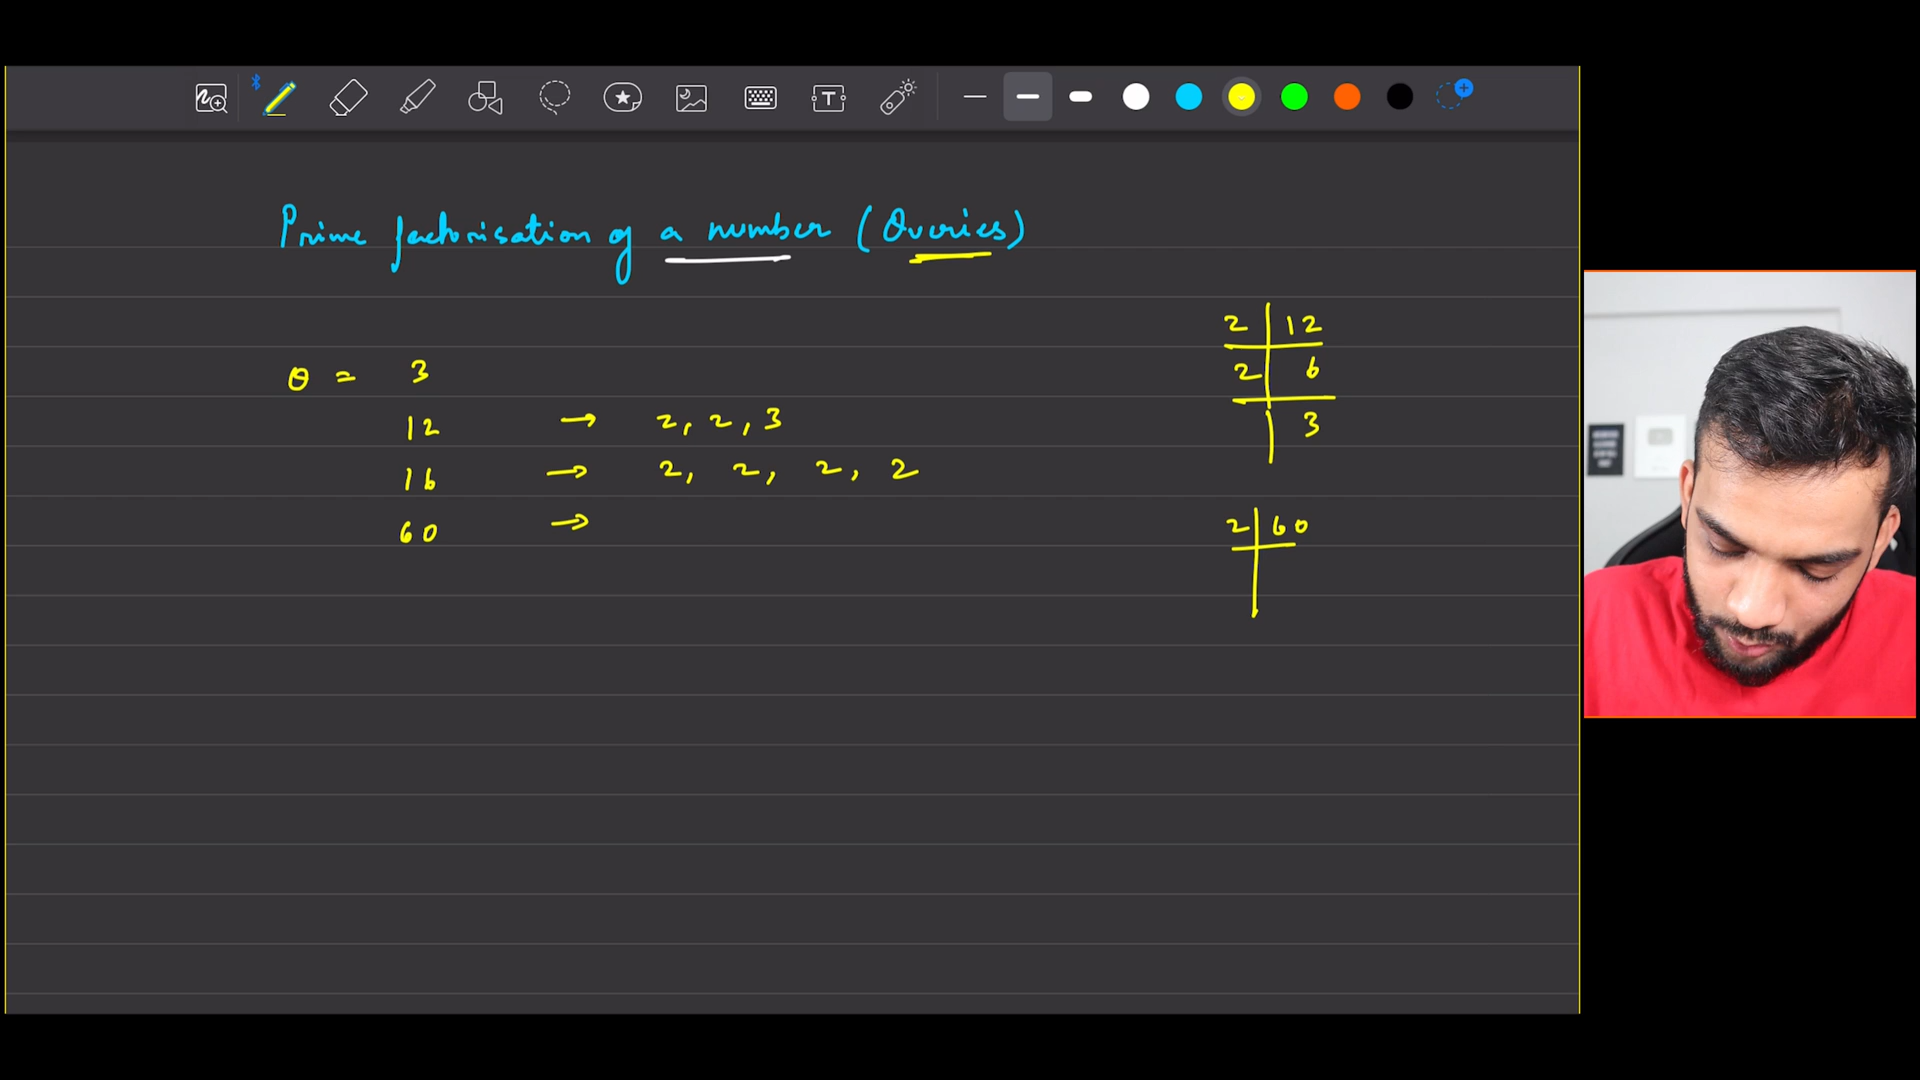 Prime factorisation of a number (Queries)
Q = 3
12 → 2, 2, 3
16 → 2, 2, 2, 2
60 →
2 | 12
2 | 6
| 3
2 | 60